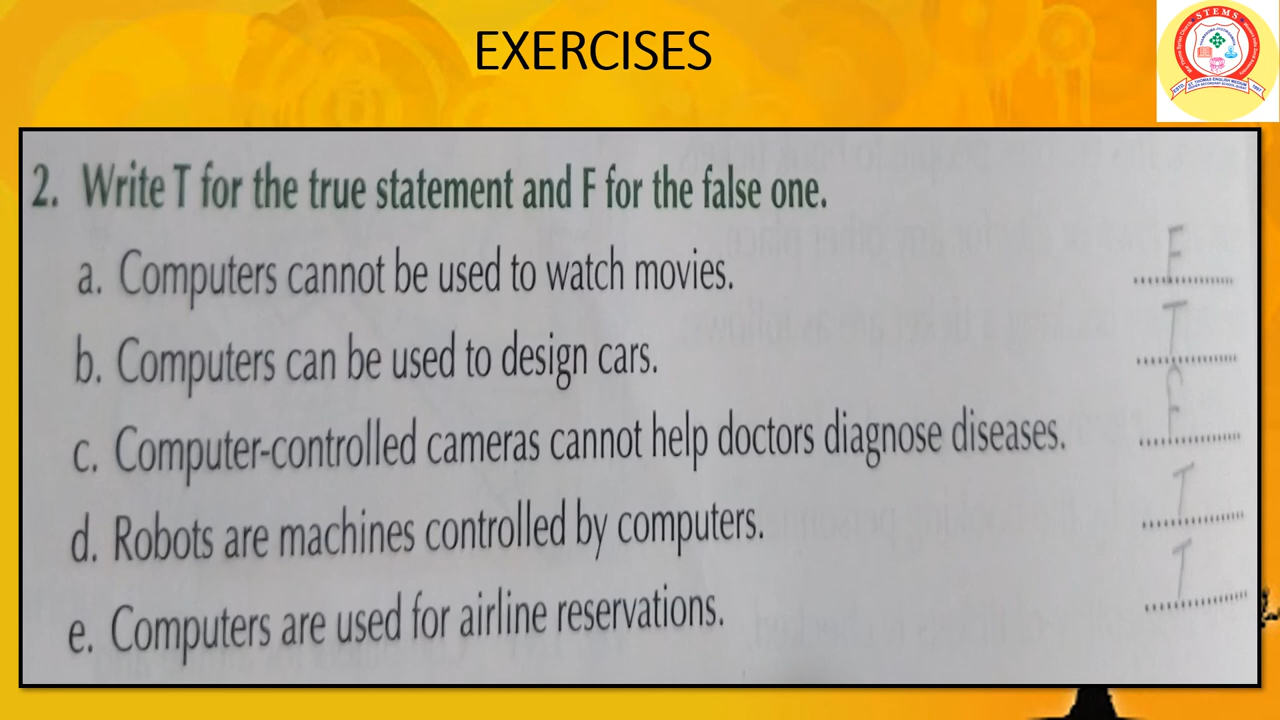 EXERCISES
STEMS
2. Write T for the true statement and F for the false one.
a. Computers cannot be used to watch movies. F
b. Computers can be used to design cars. T
c. Computer-controlled cameras cannot help doctors diagnose diseases. F
d. Robots are machines controlled by computers. T
e. Computers are used for airline reservations. T